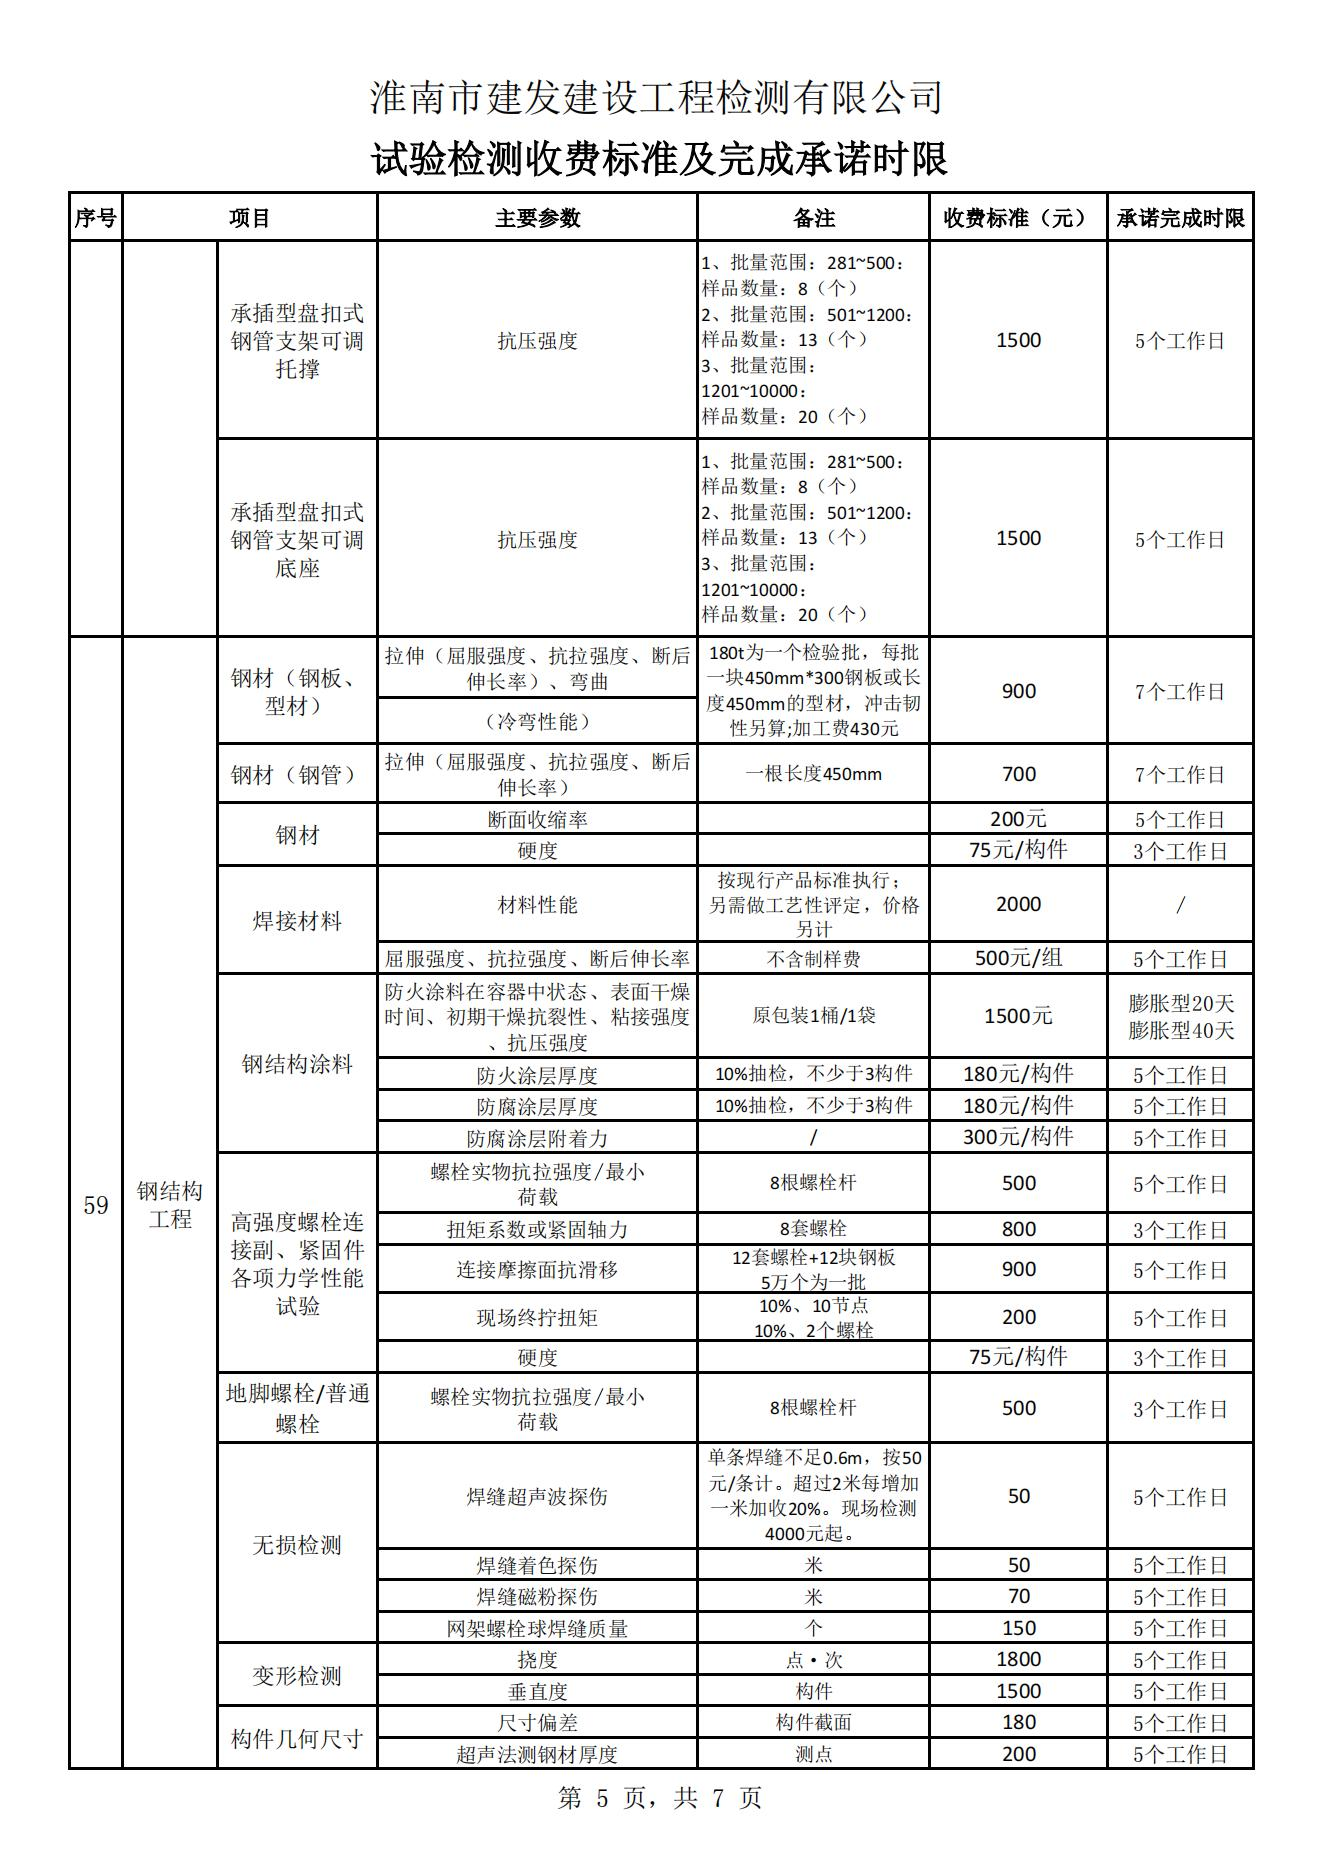 淮南市建发建设工程检测有限公司
试验检测收费标准及完成承诺时限
序号 项目 主要参数 备注 收费标准（元） 承诺完成时限
承插型盘扣式
钢管支架可调
托撑
抗压强度
1、批量范围：281~500：
样品数量：8（个）
2、批量范围：501~1200：
样品数量：13（个）
3、批量范围：
1201~10000：
样品数量：20（个）
1500
5个工作日
承插型盘扣式
钢管支架可调
底座
抗压强度
1、批量范围：281~500：
样品数量：8（个）
2、批量范围：501~1200：
样品数量：13（个）
3、批量范围：
1201~10000：
样品数量：20（个）
1500
5个工作日
59
钢结构
工程
钢材（钢板、
型材）
拉伸（屈服强度、抗拉强度、断后
伸长率）、弯曲
（冷弯性能）
180t为一个检验批，每批
一块450mm*300钢板或长
度450mm的型材，冲击韧
性另算;加工费430元
900
7个工作日
钢材（钢管）
拉伸（屈服强度、抗拉强度、断后
伸长率）
一根长度450mm
700
7个工作日
钢材
断面收缩率
200元
5个工作日
硬度
75元/构件
3个工作日
焊接材料
材料性能
按现行产品标准执行；
另需做工艺性评定，价格
另计
2000
/
屈服强度、抗拉强度、断后伸长率
不含制样费
500元/组
5个工作日
钢结构涂料
防火涂料在容器中状态、表面干燥
时间、初期干燥抗裂性、粘接强度
、抗压强度
原包装1桶/1袋
1500元
膨胀型20天
膨胀型40天
防火涂层厚度
10%抽检，不少于3构件
180元/构件
5个工作日
防腐涂层厚度
10%抽检，不少于3构件
180元/构件
5个工作日
防腐涂层附着力
/
300元/构件
5个工作日
高强度螺栓连
接副、紧固件
各项力学性能
试验
螺栓实物抗拉强度/最小
荷载
8根螺栓杆
500
5个工作日
扭矩系数或紧固轴力
8套螺栓
800
3个工作日
连接摩擦面抗滑移
12套螺栓+12块钢板
5万个为一批
900
5个工作日
现场终拧扭矩
10%、10节点
10%、2个螺栓
200
5个工作日
硬度
75元/构件
3个工作日
地脚螺栓/普通
螺栓
螺栓实物抗拉强度/最小
荷载
8根螺栓杆
500
3个工作日
无损检测
焊缝超声波探伤
单条焊缝不足0.6m，按50
元/条计。超过2米每增加
一米加收20%。现场检测
4000元起。
50
5个工作日
焊缝着色探伤
米
50
5个工作日
焊缝磁粉探伤
米
70
5个工作日
网架螺栓球焊缝质量
个
150
5个工作日
变形检测
挠度
点·次
1800
5个工作日
垂直度
构件
1500
5个工作日
构件几何尺寸
尺寸偏差
构件截面
180
5个工作日
超声法测钢材厚度
测点
200
5个工作日
第 5 页，共 7 页